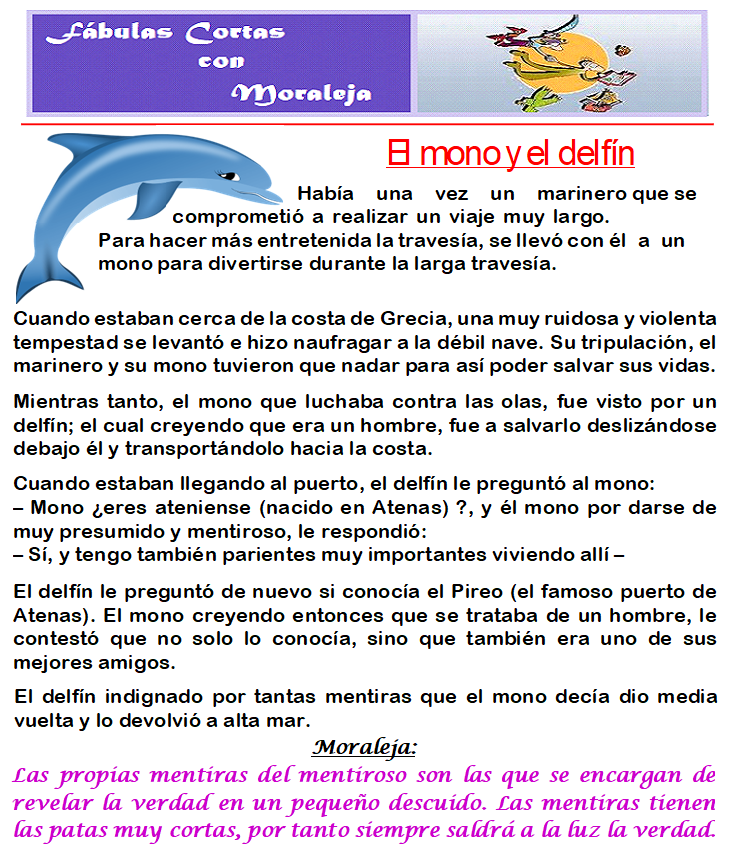 Fábulas Cortas
con
Moraleja
El mono y el delfín
Había una vez un marinero que se
comprometió a realizar un viaje muy largo.
Para hacer más entretenida la travesía, se llevó con él a un
mono para divertirse durante la larga travesía.
Cuando estaban cerca de la costa de Grecia, una muy ruidosa y violenta
tempestad se levantó e hizo naufragar a la débil nave. Su tripulación, el
marinero y su mono tuvieron que nadar para así poder salvar sus vidas.
Mientras tanto, el mono que luchaba contra las olas, fue visto por un
delfín; el cual creyendo que era un hombre, fue a salvarlo deslizándose
debajo él y transportándolo hacia la costa.
Cuando estaban llegando al puerto, el delfín le preguntó al mono:
– Mono ¿eres ateniense (nacido en Atenas) ?, y él mono por darse de
muy presumido y mentiroso, le respondió:
– Sí, y tengo también parientes muy importantes viviendo allí –
El delfín le preguntó de nuevo si conocía el Pireo (el famoso puerto de
Atenas). El mono creyendo entonces que se trataba de un hombre, le
contestó que no solo lo conocía, sino que también era uno de sus
mejores amigos.
El delfín indignado por tantas mentiras que el mono decía dio media
vuelta y lo devolvió a alta mar.
Moraleja:
Las propias mentiras del mentiroso son las que se encargan de
revelar la verdad en un pequeño descuido. Las mentiras tienen
las patas muy cortas, por tanto siempre saldrá a la luz la verdad.